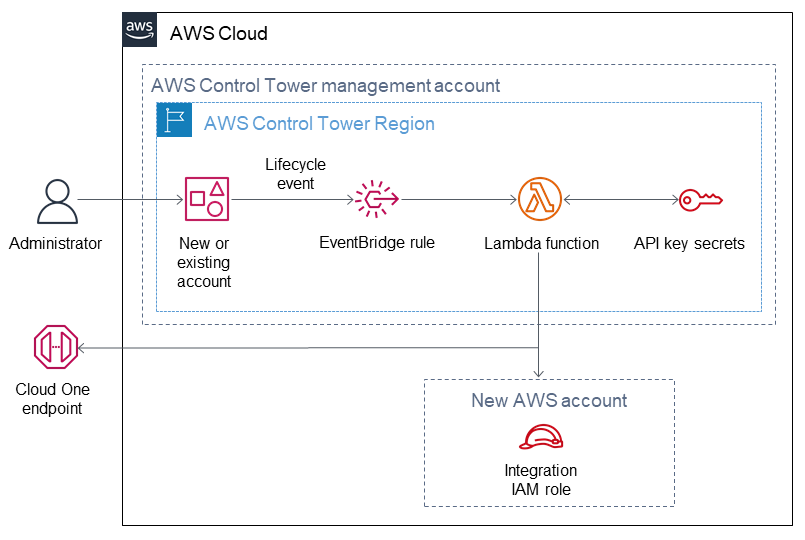 aws
AWS Cloud
AWS Control Tower management account
AWS Control Tower Region
Lifecycle
event
Administrator
New or
existing
account
EventBridge rule
Lambda function
API key secrets
Cloud One
endpoint
New AWS account
Integration
IAM role